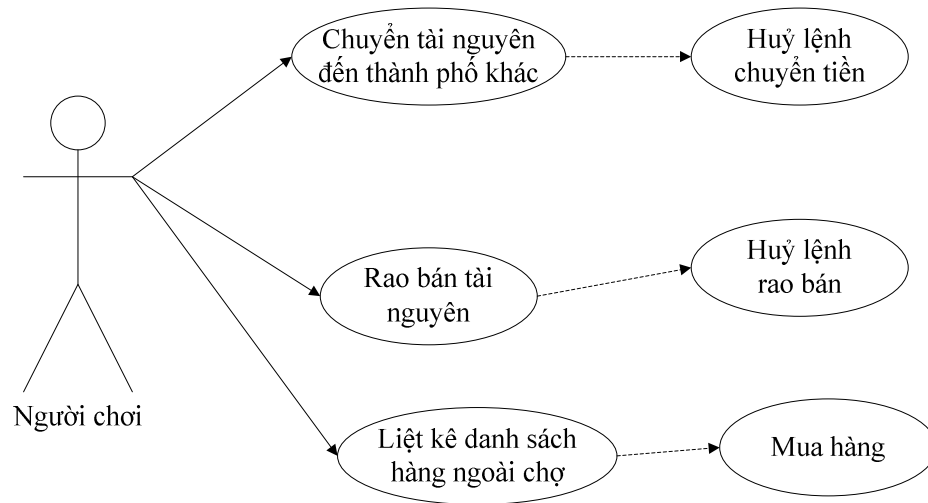 Chuyển tài nguyên
đến thành phố khác
Huỷ lệnh
chuyển tiền
Rao bán tài
nguyên
Huỷ lệnh
rao bán
Người chơi
Liệt kê danh sách
hàng ngoài chợ
Mua hàng